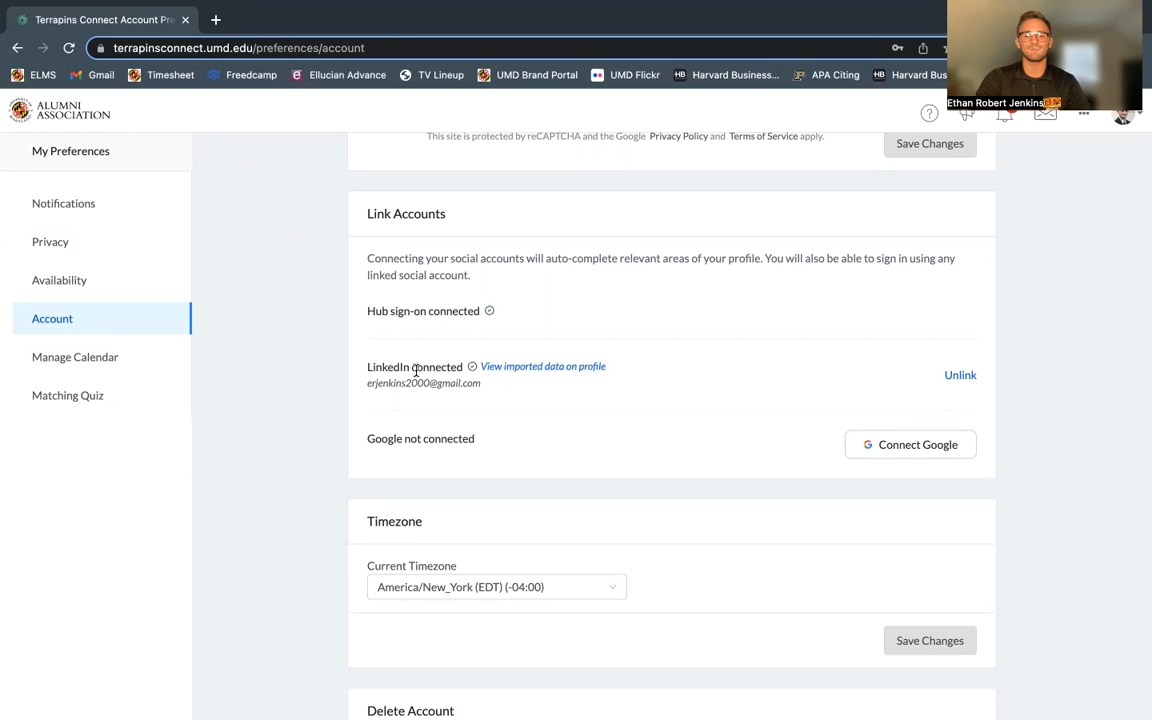 Terrapins Connect Account Pre
terrapinsconnect.umd.edu/preferences/account
ELMS Gmail Timesheet Freedcamp Ellucian Advance TV Lineup UMD Brand Portal UMD Flickr Harvard Business... APA Citing Harvard Bus
Ethan Robert Jenkins
ALUMNI
ASSOCIATION
My Preferences
Notifications
Privacy
Availability
Account
Manage Calendar
Matching Quiz
This site is protected by reCAPTCHA and the Google Privacy Policy and Terms of Service apply.
Save Changes
Link Accounts
Connecting your social accounts will auto-complete relevant areas of your profile. You will also be able to sign in using any
linked social account.
Hub sign-on connected
LinkedIn connected View imported data on profile
erjenkins2000@gmail.com
Unlink
Google not connected
Connect Google
Timezone
Current Timezone
America/New_York (EDT) (-04:00)
Save Changes
Delete Account